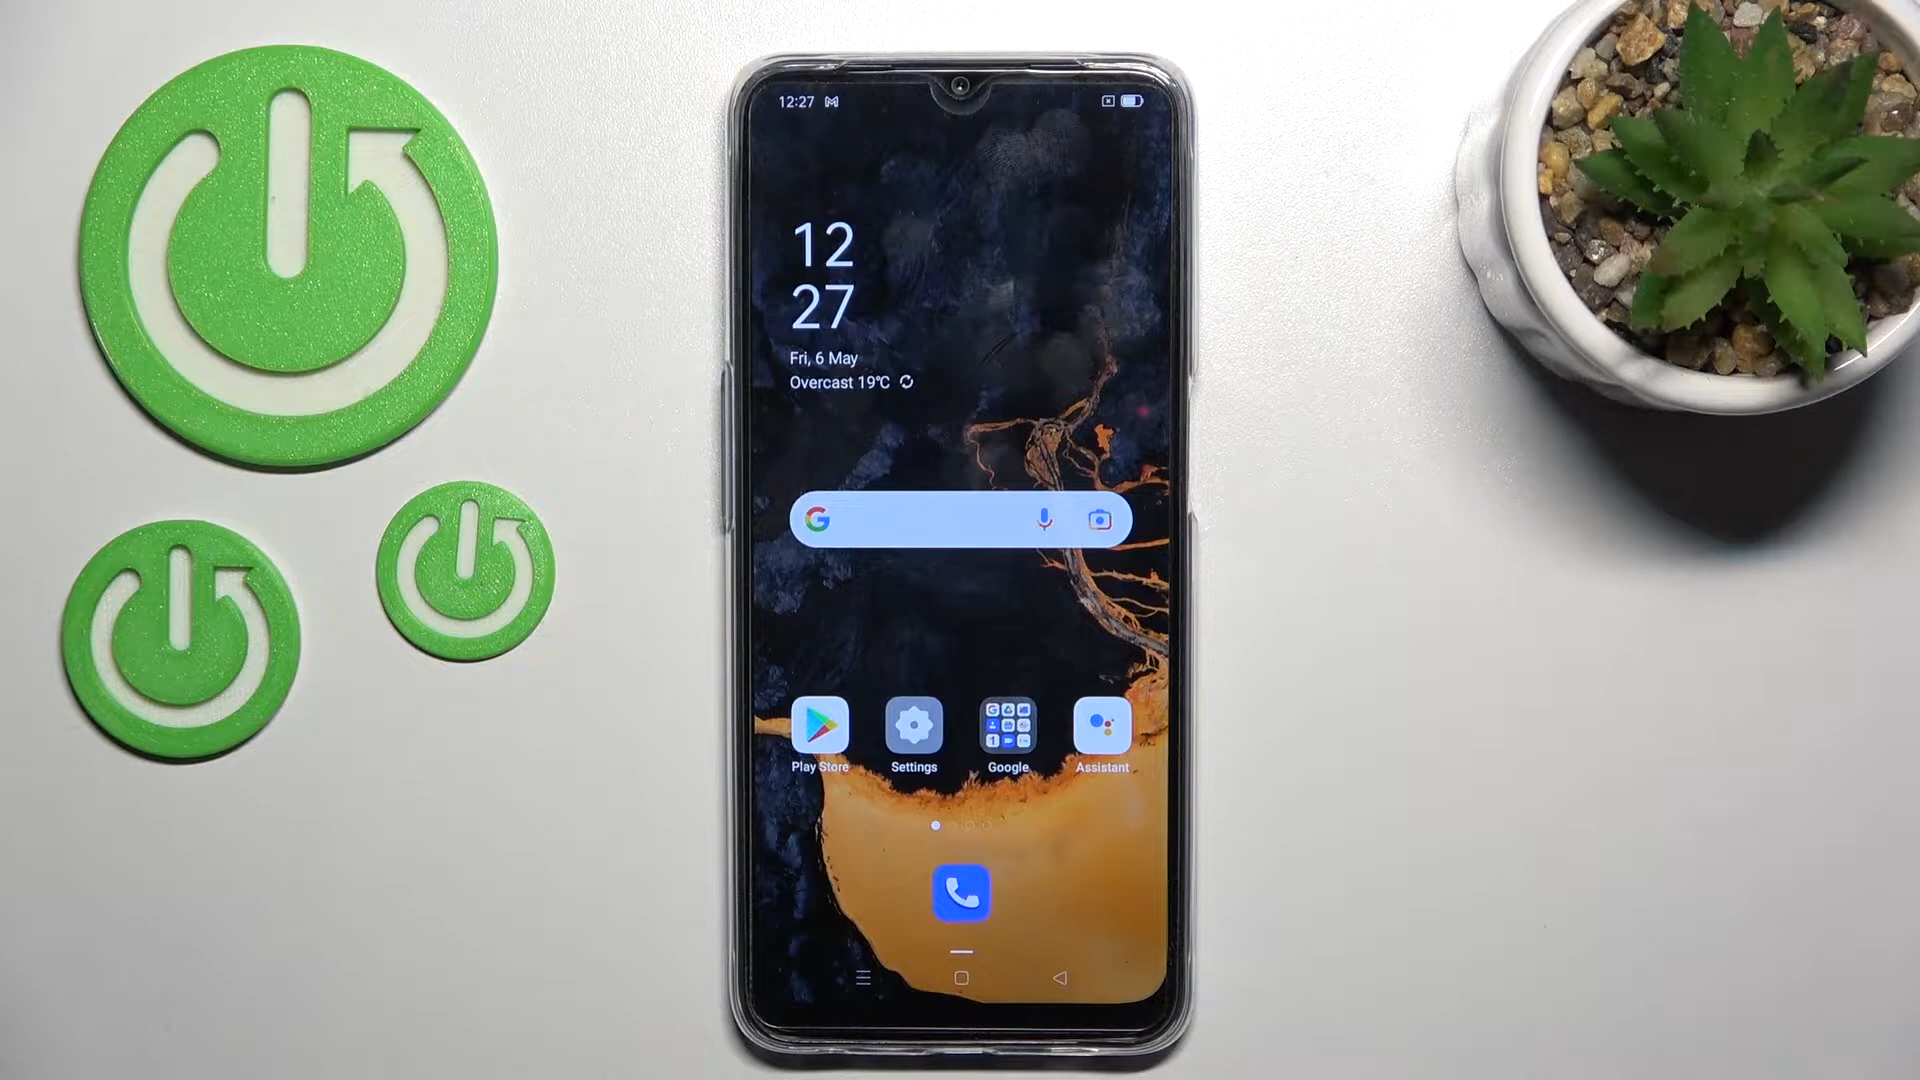 12:27
12
27
Fri, 6 May
Overcast 19°C
Play Store
Settings
Google
Assistant